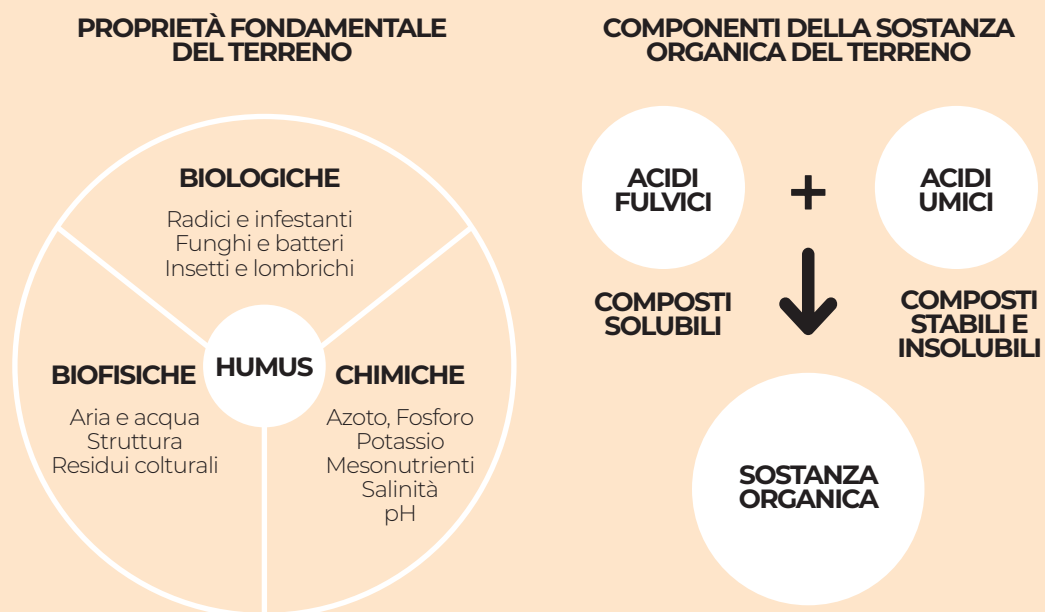 PROPRIETÀ FONDAMENTALE
DEL TERRENO
BIOLOGICHE
Radici e infestanti
Funghi e batteri
Insetti e lombrichi
BIOFISICHE
Aria e acqua
Struttura
Residui colturali
HUMUS
CHIMICHE
Azoto, Fosforo
Potassio
Mesonutrienti
Salinità
pH
COMPONENTI DELLA SOSTANZA
ORGANICA DEL TERRENO
ACIDI
FULVICI
+
ACIDI
UMICI
COMPOSTI
SOLUBILI
COMPOSTI
STABILI E
INSOLUBILI
SOSTANZA
ORGANICA